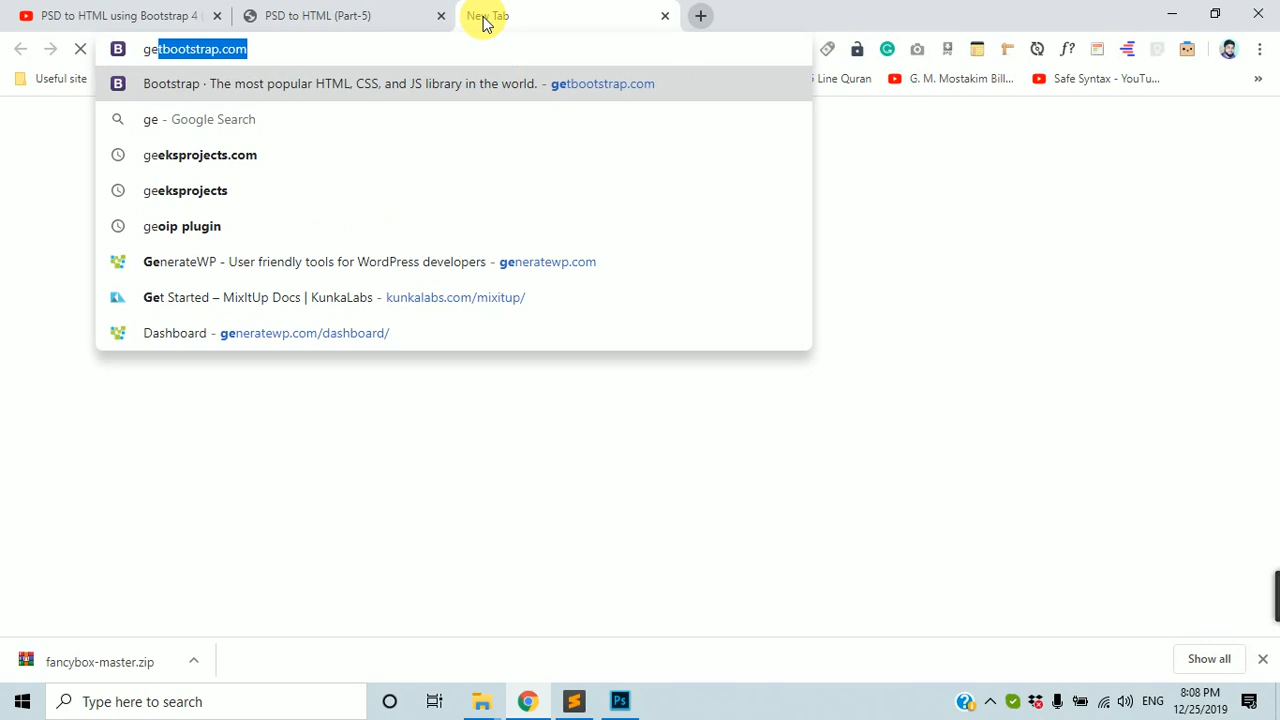 PSD to HTML using Bootstrap 4 (
PSD to HTML (Part-5)
New Tab
getbootstrap.com
Useful site
5 Line Quran
G. M. Mostakim Bill...
Safe Syntax - YouTu...
»
Bootstrap · The most popular HTML, CSS, and JS library in the world. - getbootstrap.com
ge - Google Search
geeksprojects.com
geeksprojects
geoip plugin
GenerateWP - User friendly tools for WordPress developers - generatewp.com
Get Started – MixItUp Docs | KunkaLabs - kunkalabs.com/mixitup/
Dashboard - generatewp.com/dashboard/
fancybox-master.zip
Show all
Type here to search
Ps
ENG
8:08 PM
12/25/2019